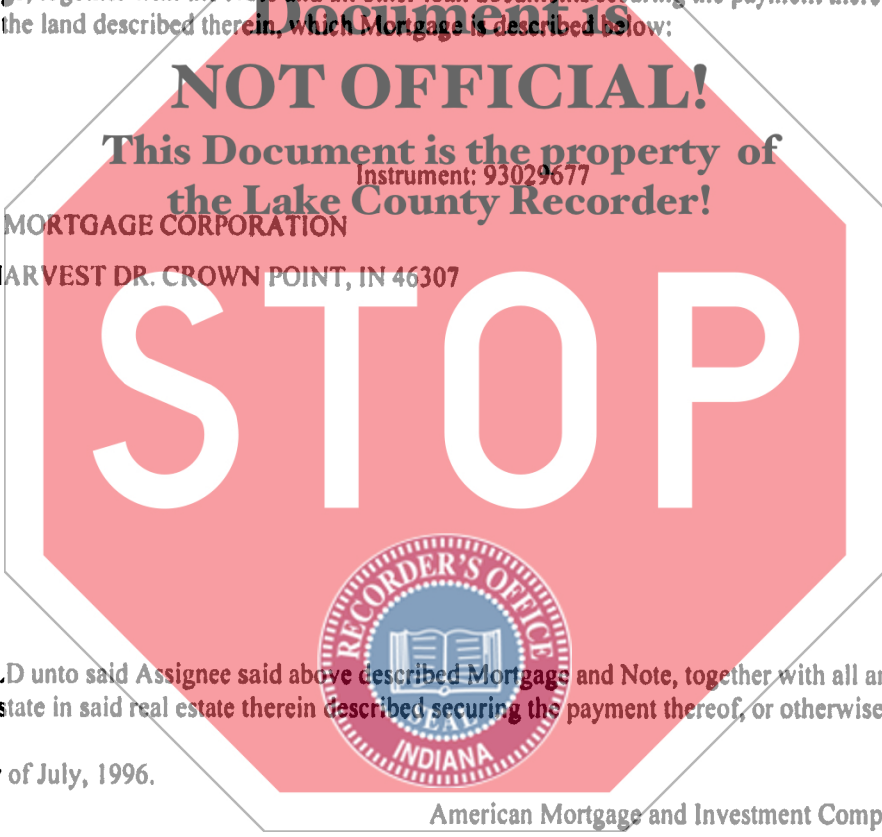 the land described therein, which Mortgage is described below:
Document is
NOT OFFICIAL!
This Document is the property of
Instrument: 93029677
the Lake County Recorder!
MORTGAGE CORPORATION
ARVEST DR. CROWN POINT, IN 46307
STOP
RECORDER'S OFFICE
SEAL
INDIANA
D unto said Assignee said above described Mortgage and Note, together with all
state in said real estate therein described securing the payment thereof, or otherwise
of July, 1996.
American Mortgage and Investment Comp